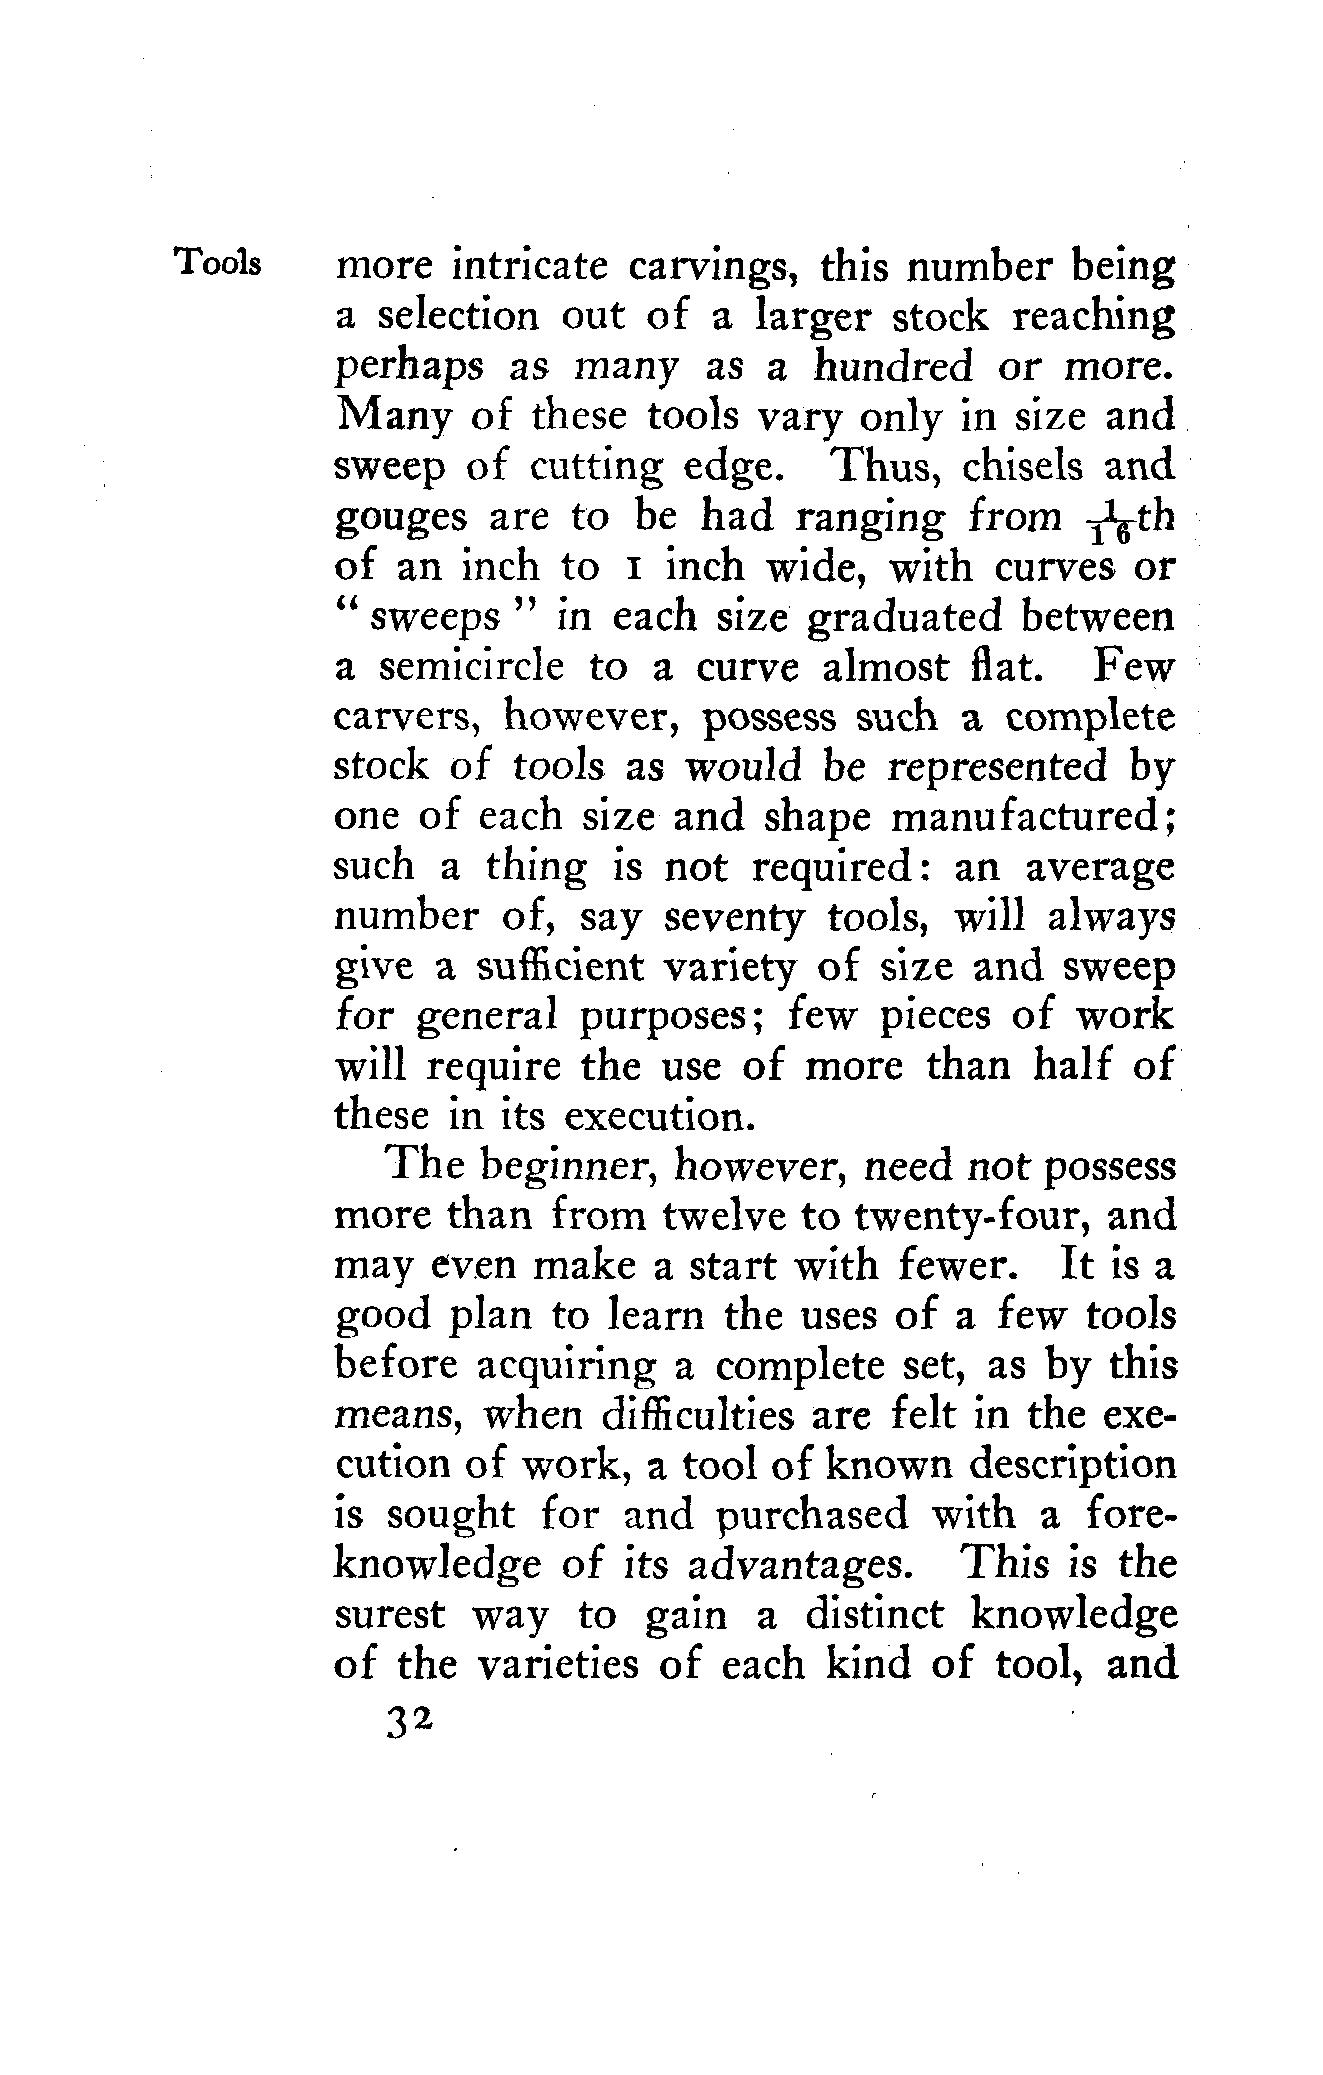 Tools
more intricate carvings, this number being
a selection out of a larger stock reaching
perhaps as many as a hundred or more.
Many of these tools vary only in size and
sweep of cutting edge. Thus, chisels and
gouges are to be had ranging from 1/16th
of an inch to 1 inch wide, with curves or
“ sweeps ” in each size graduated between
a semicircle to a curve almost flat. Few
carvers, however, possess such a complete
stock of tools as would be represented by
one of each size and shape manufactured;
such a thing is not required: an average
number of, say seventy tools, will always
give a sufficient variety of size and sweep
for general purposes; few pieces of work
will require the use of more than half of
these in its execution.
The beginner, however, need not possess
more than from twelve to twenty-four, and
may even make a start with fewer. It is a
good plan to learn the uses of a few tools
before acquiring a complete set, as by this
means, when difficulties are felt in the exe-
cution of work, a tool of known description
is sought for and purchased with a fore-
knowledge of its advantages. This is the
surest way to gain a distinct knowledge
of the varieties of each kind of tool, and
32